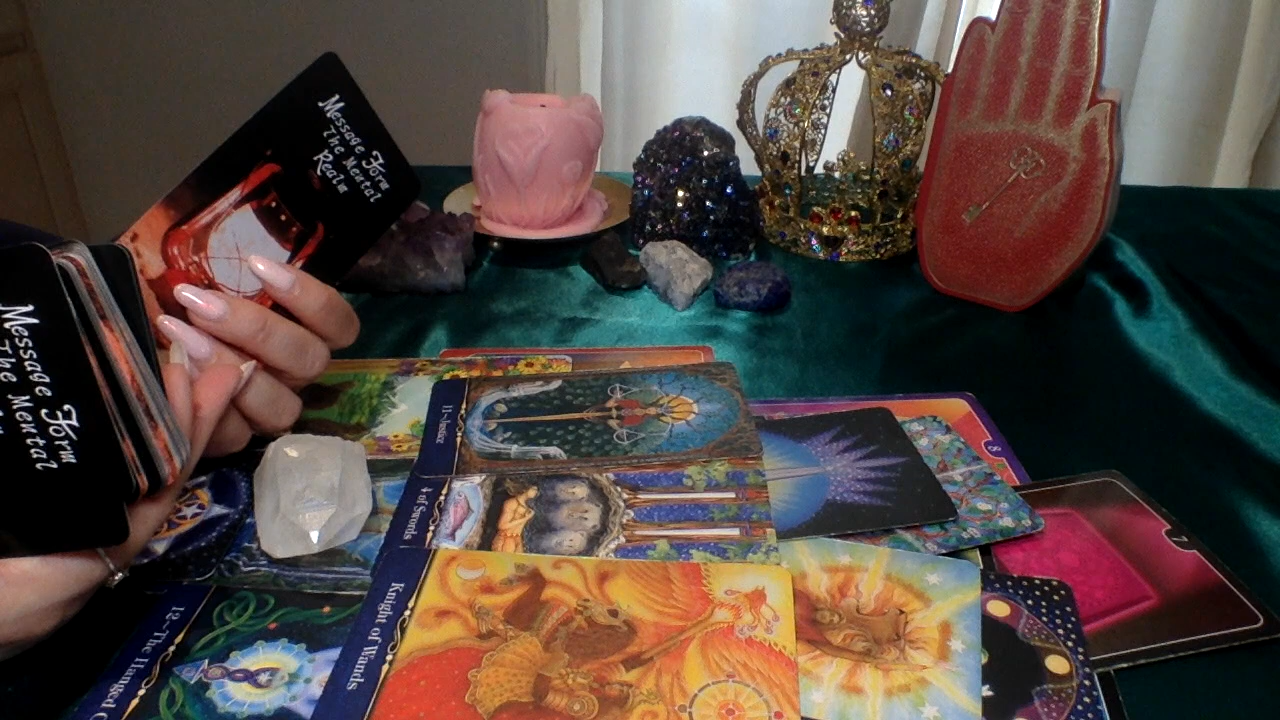 Message Form
The Mental
Realm
Message Form
The Mental
11~Justice
4 of Swords
Knight of Wands
12~The Hanged
8
7